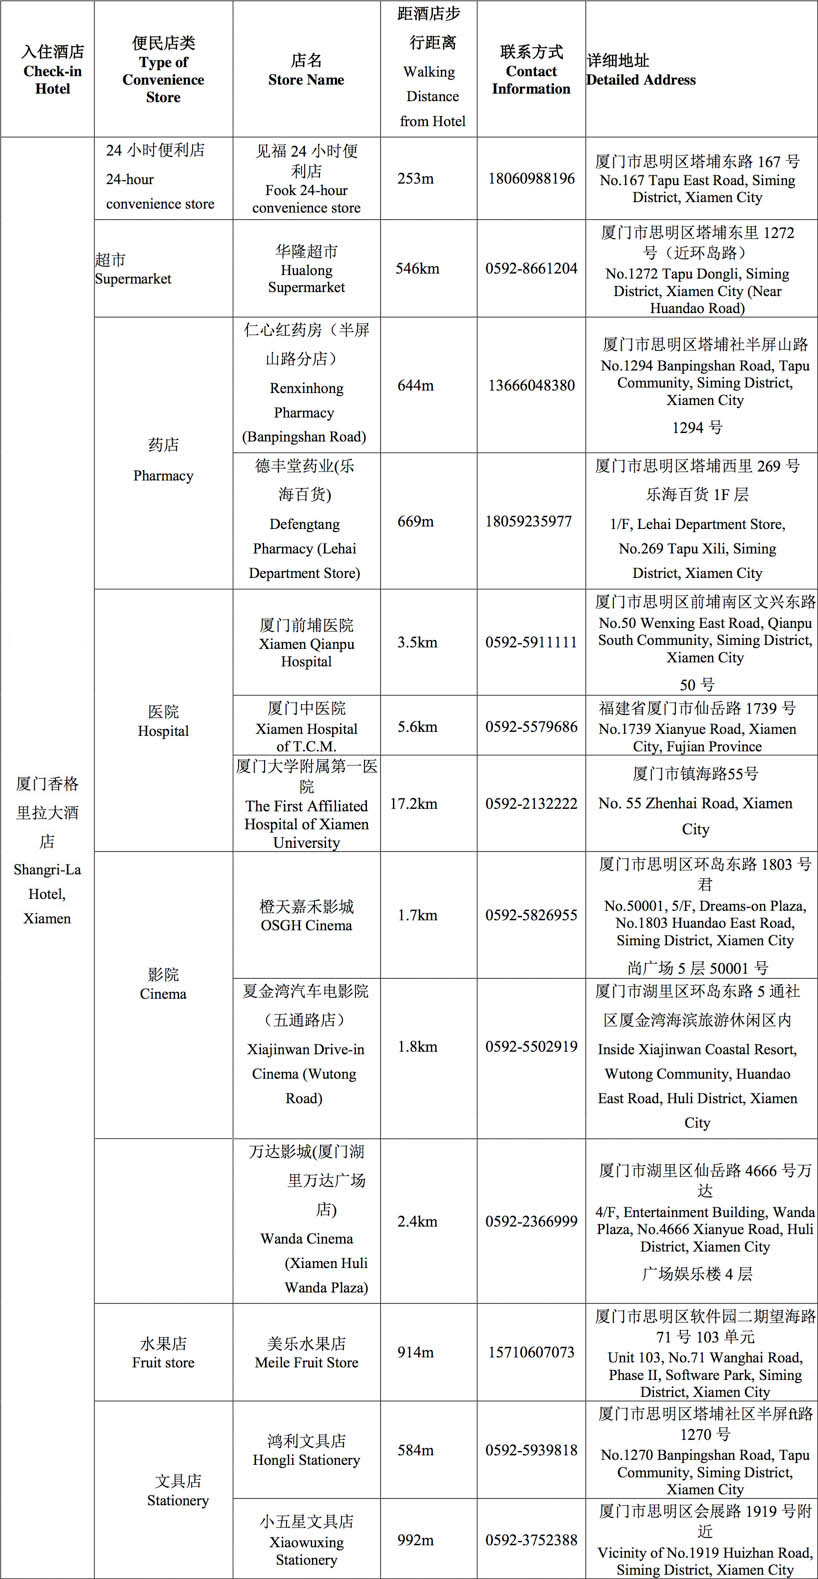 入住酒店
Check-in
Hotel
便民店类
Type of
Convenience
Store
店名
Store Name
距酒店步
行距离
Walking
Distance
from Hotel
联系方式
Contact
Information
详细地址
Detailed Address
厦门香格
里拉大酒
店
Shangri-La
Hotel,
Xiamen
24 小时便利店
24-hour
convenience store
见福 24 小时便
利店
Fook 24-hour
convenience store
253m
18060988196
厦门市思明区塔埔东路 167 号
No.167 Tapu East Road, Siming
District, Xiamen City
超市
Supermarket
华隆超市
Hualong
Supermarket
546km
0592-8661204
厦门市思明区塔埔东里 1272
号（近环岛路）
No.1272 Tapu Dongli, Siming
District, Xiamen City (Near
Huandao Road)
药店
Pharmacy
仁心红药房（半屏
山路分店）
Renxinhong
Pharmacy
(Banpingshan Road)
644m
13666048380
厦门市思明区塔埔社半屏山路
No.1294 Banpingshan Road, Tapu
Community, Siming District,
Xiamen City
1294 号
德丰堂药业(乐
海百货)
Defengtang
Pharmacy (Lehai
Department Store)
669m
18059235977
厦门市思明区塔埔西里 269 号
乐海百货 1F 层
1/F, Lehai Department Store,
No.269 Tapu Xili, Siming
District, Xiamen City
医院
Hospital
厦门前埔医院
Xiamen Qianpu
Hospital
3.5km
0592-5911111
厦门市思明区前埔南区文兴东路
No.50 Wenxing East Road, Qianpu
South Community, Siming District,
Xiamen City
50 号
厦门中医院
Xiamen Hospital
of T.C.M.
5.6km
0592-5579686
福建省厦门市仙岳路 1739 号
No.1739 Xianyue Road, Xiamen
City, Fujian Province
厦门大学附属第一医
院
The First Affiliated
Hospital of Xiamen
University
17.2km
0592-2132222
厦门市镇海路55号
No. 55 Zhenhai Road, Xiamen
City
影院
Cinema
橙天嘉禾影城
OSGH Cinema
1.7km
0592-5826955
厦门市思明区环岛东路 1803 号
君
No.50001, 5/F, Dreams-on Plaza,
No.1803 Huandao East Road,
Siming District, Xiamen City
尚广场 5 层 50001 号
夏金湾汽车电影院
（五通路店）
Xiajinwan Drive-in
Cinema (Wutong
Road)
1.8km
0592-5502919
厦门市湖里区环岛东路 5 通社
区厦金湾海滨旅游休闲区内
Inside Xiajinwan Coastal Resort,
Wutong Community, Huandao
East Road, Huli District, Xiamen
City
万达影城(厦门湖
里万达广场
店)
Wanda Cinema
(Xiamen Huli
Wanda Plaza)
2.4km
0592-2366999
厦门市湖里区仙岳路 4666 号万
达
4/F, Entertainment Building, Wanda
Plaza, No.4666 Xianyue Road, Huli
District, Xiamen City
广场娱乐楼 4 层
水果店
Fruit store
美乐水果店
Meile Fruit Store
914m
15710607073
厦门市思明区软件园二期望海路
71 号 103 单元
Unit 103, No.71 Wanghai Road,
Phase II, Software Park, Siming
District, Xiamen City
文具店
Stationery
鸿利文具店
Hongli Stationery
584m
0592-5939818
厦门市思明区塔埔社区半屏ft路
1270 号
No.1270 Banpingshan Road, Tapu
Community, Siming District,
Xiamen City
小五星文具店
Xiaowuxing
Stationery
992m
0592-3752388
厦门市思明区会展路 1919 号附
近
Vicinity of No.1919 Huizhan Road,
Siming District, Xiamen City